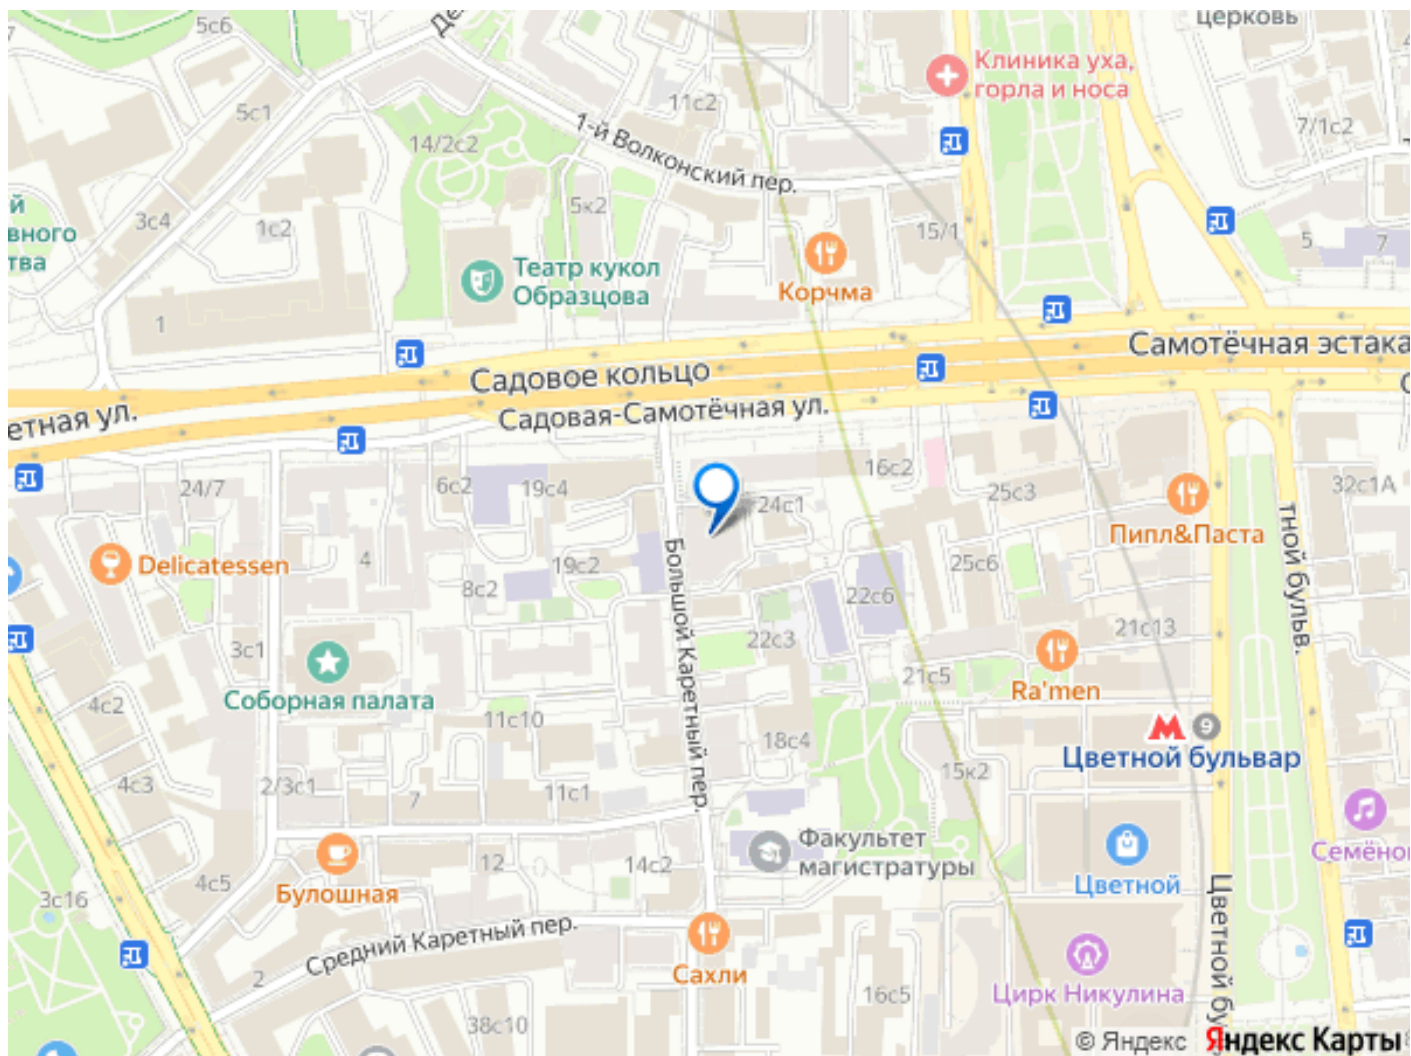 5с6
церковь
Клиника уха,
горла и носа
11с2
5с1
7/1с2
14/2с2
1-й Волконский пер.
й
вного
тва
3с4
1с2
5к2
15/1
5
7
Театр кукол
Образцова
Корчма
1
Самотёчная эстака
Садовое кольцо
Садовая-Самотёчная ул.
етная ул.
16с2
24/7
6с2
19с4
24с1
25с3
32с1А
Пипл&Паста
Delicatessen
4
19с2
8с2
25с6
22с6
Большой Каретный пер.
тной бульв.
3с1
22с3
21с13
Соборная палата
21с5
Ra'men
4с2
11с10
18с4
9
Цветной бульвар
15к2
4с3
2/3с1
7
11с1
Факультет
магистратуры
Семёно
Булошная
12
14с2
Цветной
4с5
3с16
Средний Каретный пер.
Сахли
Цветной бу
2
Цирк Никулина
16с5
38с10
© Яндекс Яндекс Карты